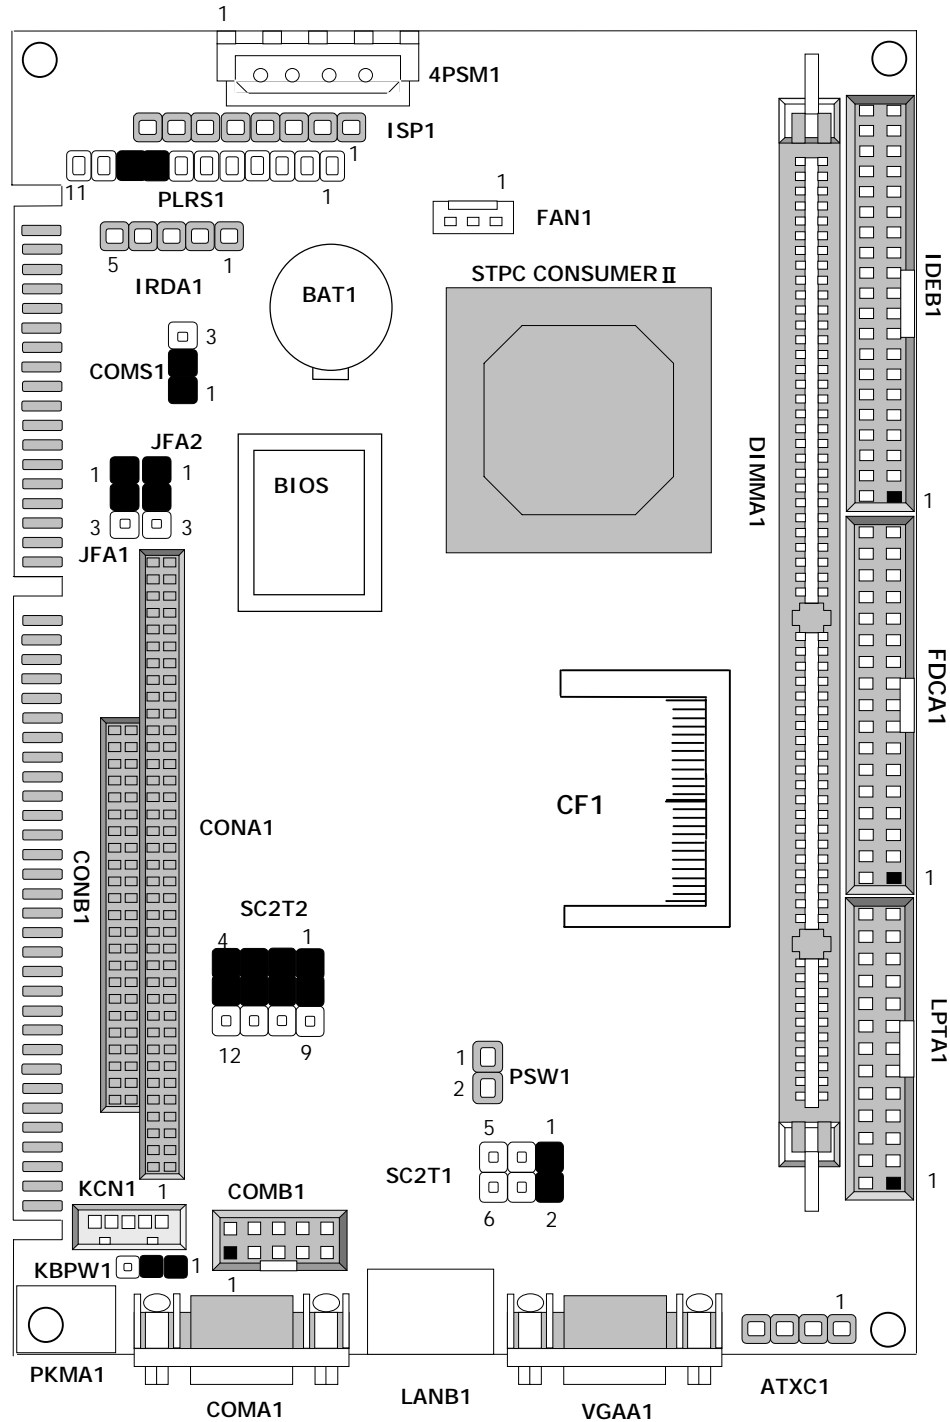 1
4PSM1
ISP1
1
11
PLRS1
1
1
FAN1
5
1
IRDA1
BAT1
STPC CONSUMER II
IDEB1
3
COMS1
1
JFA2
1
1
BIOS
DIMMA1
1
3
3
JFA1
FDCA1
CF1
CONA1
CONB1
1
SC2T2
4
1
12
9
LPTA1
1
2
PSW1
5
1
SC2T1
6
2
1
KCN1
1
COMB1
KBPW1
1
1
1
PKMA1
COMA1
LANB1
VGAA1
ATXC1